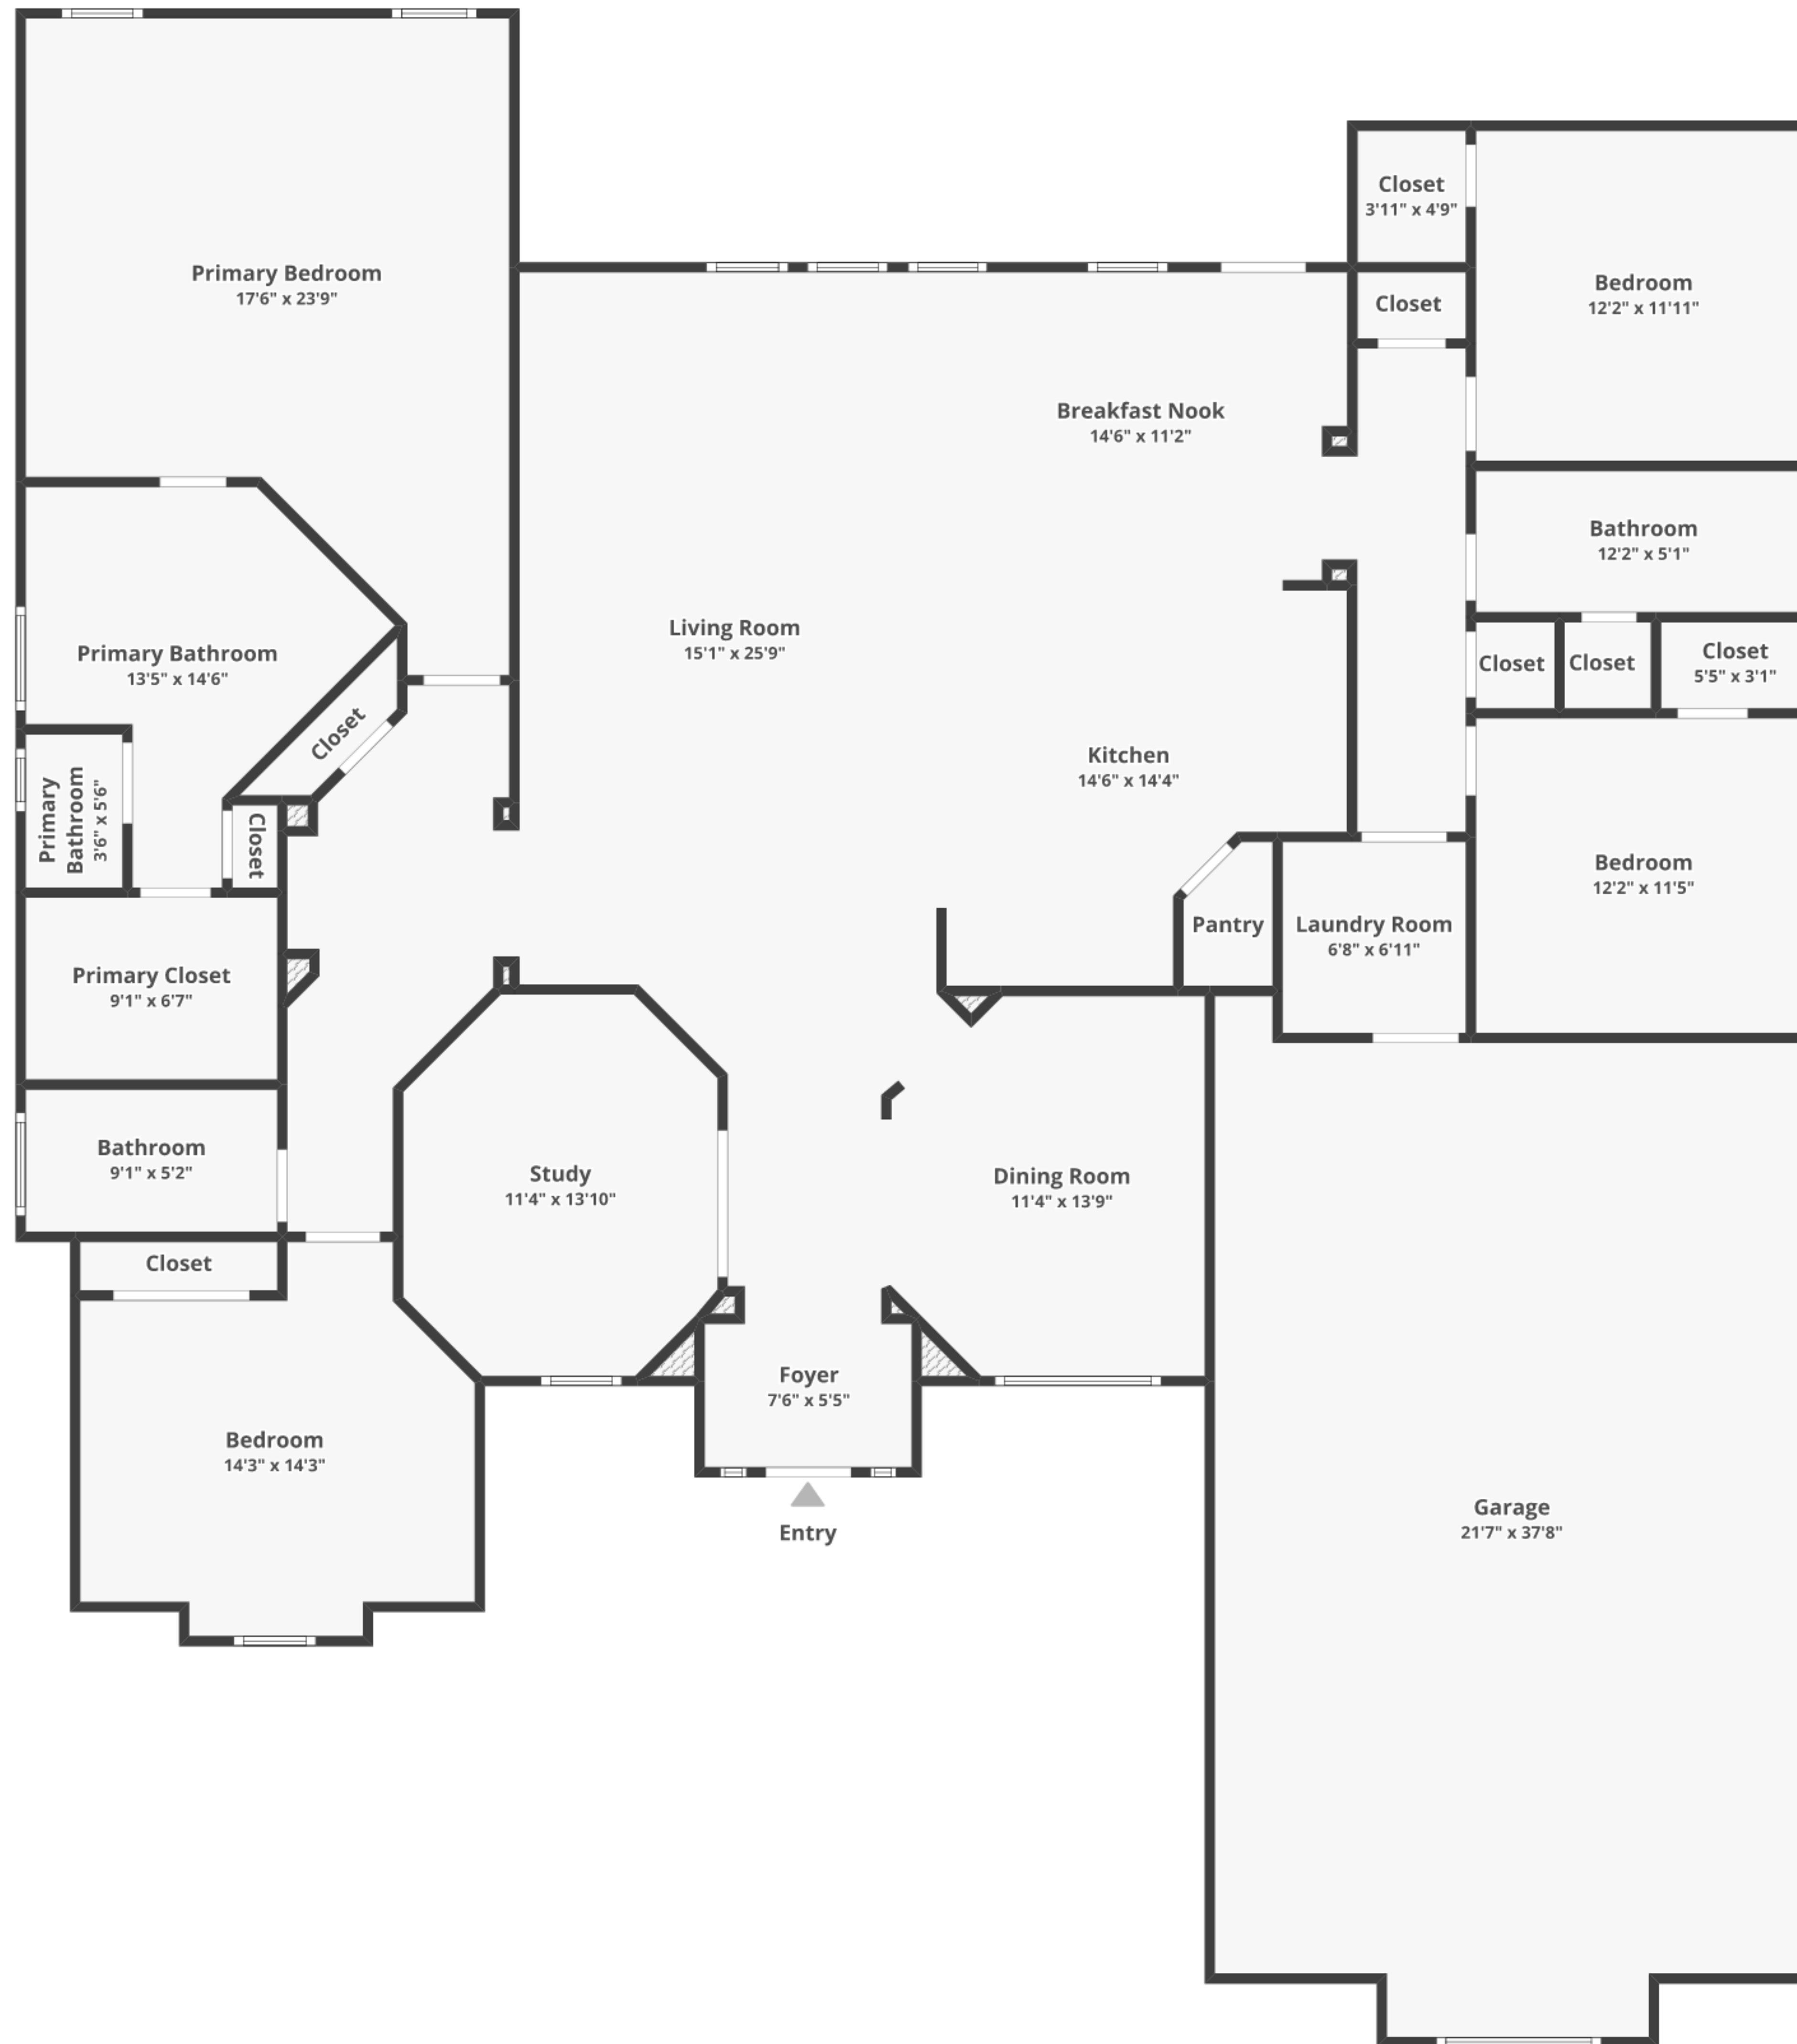 Closet
3'11" x 4'9"
Primary Bedroom
17'6" x 23'9"
Bedroom
12'2" x 11'11"
Closet
Breakfast Nook
14'6" x 11'2"
Bathroom
12'2" x 5'1"
Living Room
15'1" x 25'9"
Primary Bathroom
13'5" x 14'6"
Closet
Closet
Closet
5'5" x 3'1"
Closet
Kitchen
14'6" x 14'4"
Primary
Bathroom
3'6" x 5'6"
Closet
Bedroom
12'2" x 11'5"
Pantry
Laundry Room
6'8" x 6'11"
Primary Closet
9'1" x 6'7"
Bathroom
9'1" x 5'2"
Study
11'4" x 13'10"
Dining Room
11'4" x 13'9"
Closet
Foyer
7'6" x 5'5"
Bedroom
14'3" x 14'3"
Garage
21'7" x 37'8"
Entry